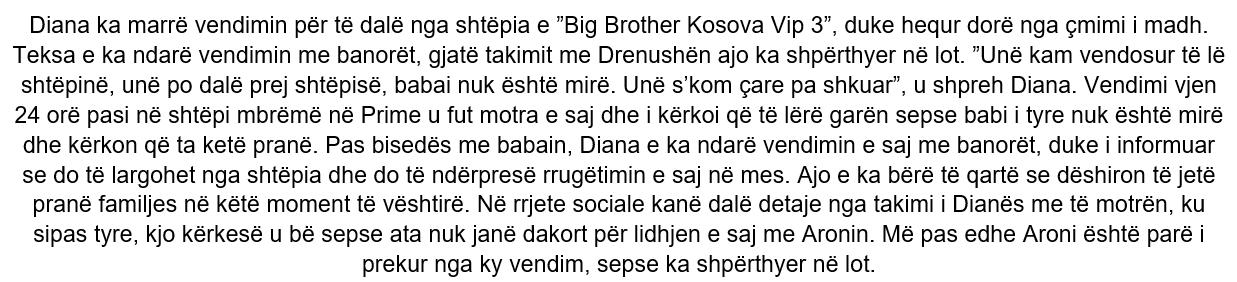 Diana ka marrë vendimin për të dalë nga shtëpia e ”Big Brother Kosova Vip 3”, duke hequr dorë nga çmimi i madh.
Teksa e ka ndarë vendimin me banorët, gjatë takimit me Drenushën ajo ka shpërthyer në lot. ”Unë kam vendosur të lë
shtëpinë, unë po dalë prej shtëpisë, babai nuk është mirë. Unë s’kom çare pa shkuar”, u shpreh Diana. Vendimi vjen
24 orë pasi në shtëpi mbrëmë në Prime u fut motra e saj dhe i kërkoi që të lërë garën sepse babi i tyre nuk është mirë
dhe kërkon që ta ketë pranë. Pas bisedës me babain, Diana e ka ndarë vendimin e saj me banorët, duke i informuar
se do të largohet nga shtëpia dhe do të ndërpresë rrugëtimin e saj në mes. Ajo e ka bërë të qartë se dëshiron të jetë
pranë familjes në këtë moment të vështirë. Në rrjete sociale kanë dalë detaje nga takimi i Dianës me të motrën, ku
sipas tyre, kjo kërkesë u bë sepse ata nuk janë dakort për lidhjen e saj me Aronin. Më pas edhe Aroni është parë i
prekur nga ky vendim, sepse ka shpërthyer në lot.